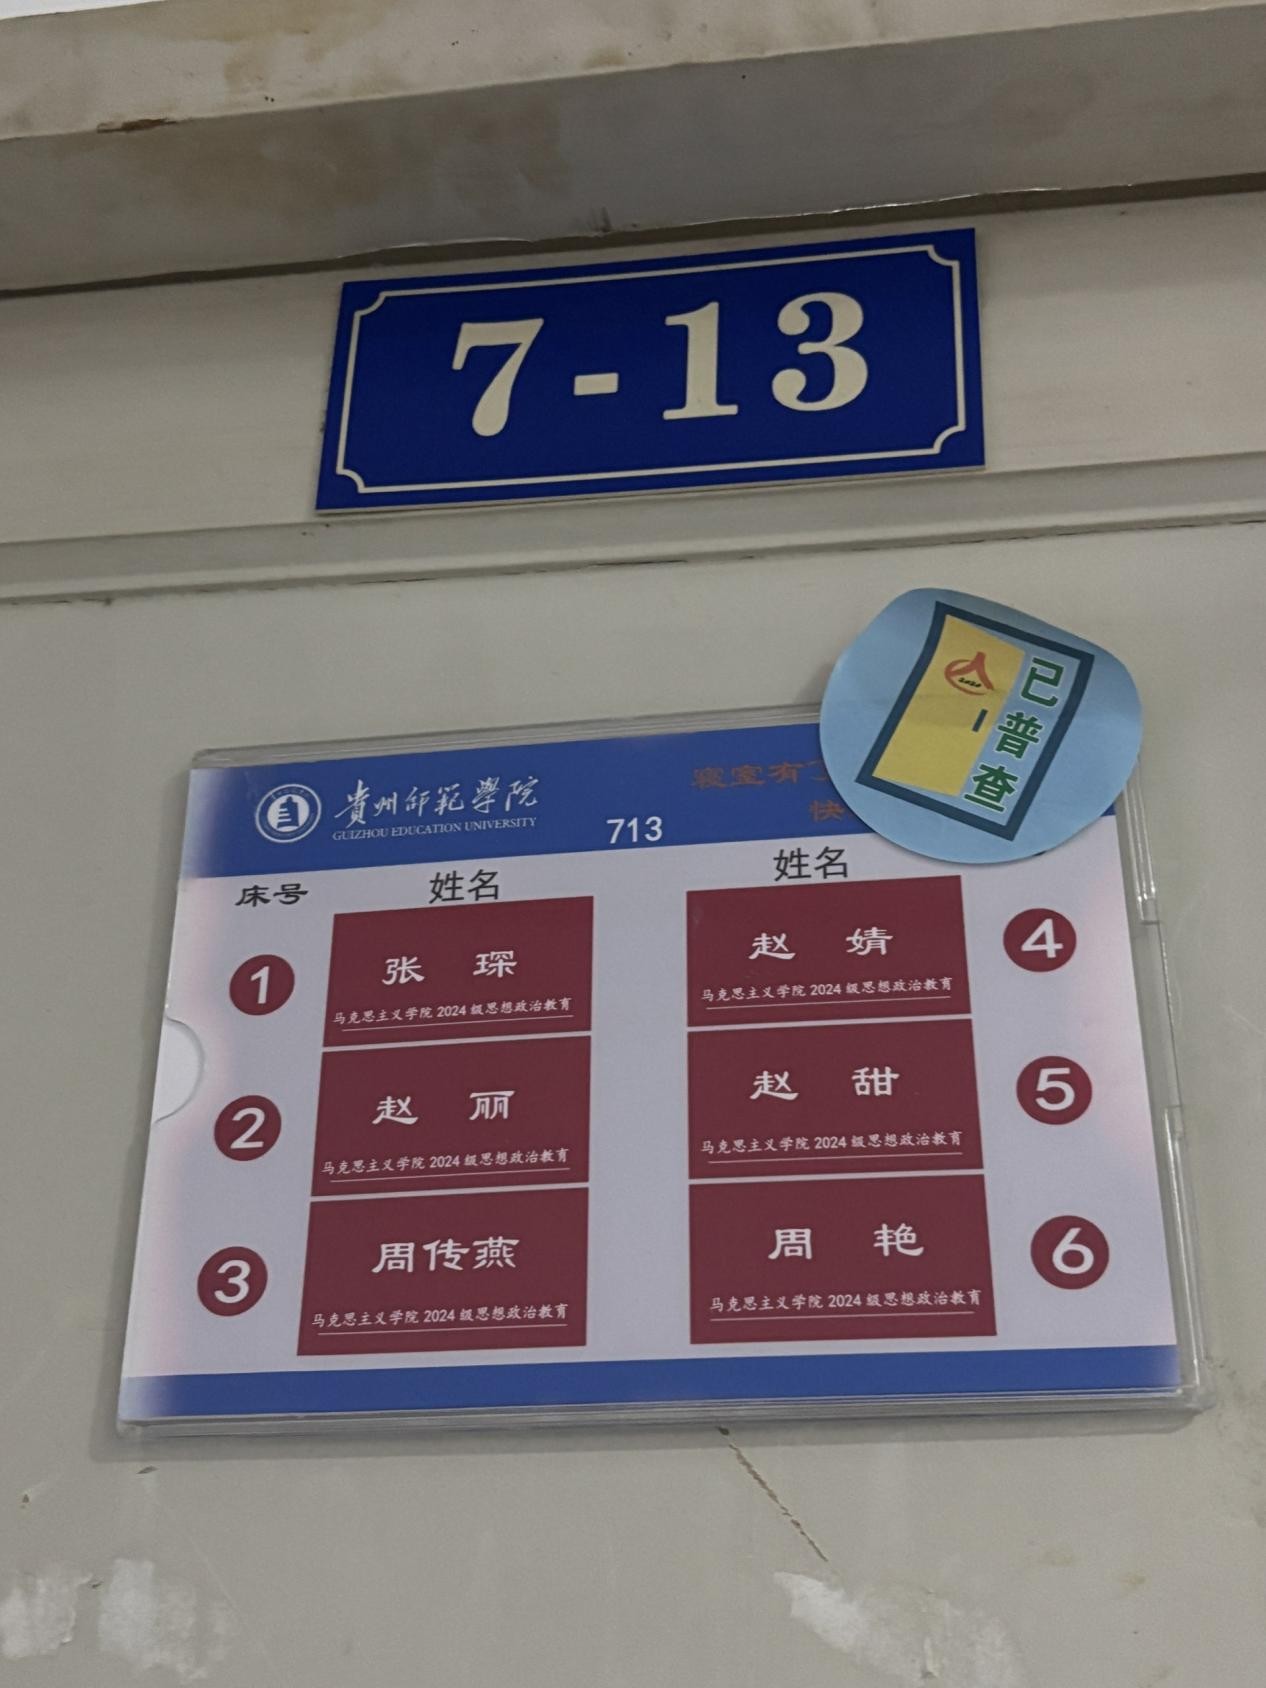 7-13
已普查
2020
貴州师範學院
GUIZHOU EDUCATION UNIVERSITY
713
寝室有
快
床号 姓名 姓名
1 张 琛
马克思主义学院 2024 级思想政治教育
赵 婧 4
马克思主义学院 2024 级思想政治教育
2 赵 丽
马克思主义学院 2024 级思想政治教育
赵 甜 5
马克思主义学院 2024 级思想政治教育
3 周传燕
马克思主义学院 2024 级思想政治教育
周 艳 6
马克思主义学院 2024 级思想政治教育